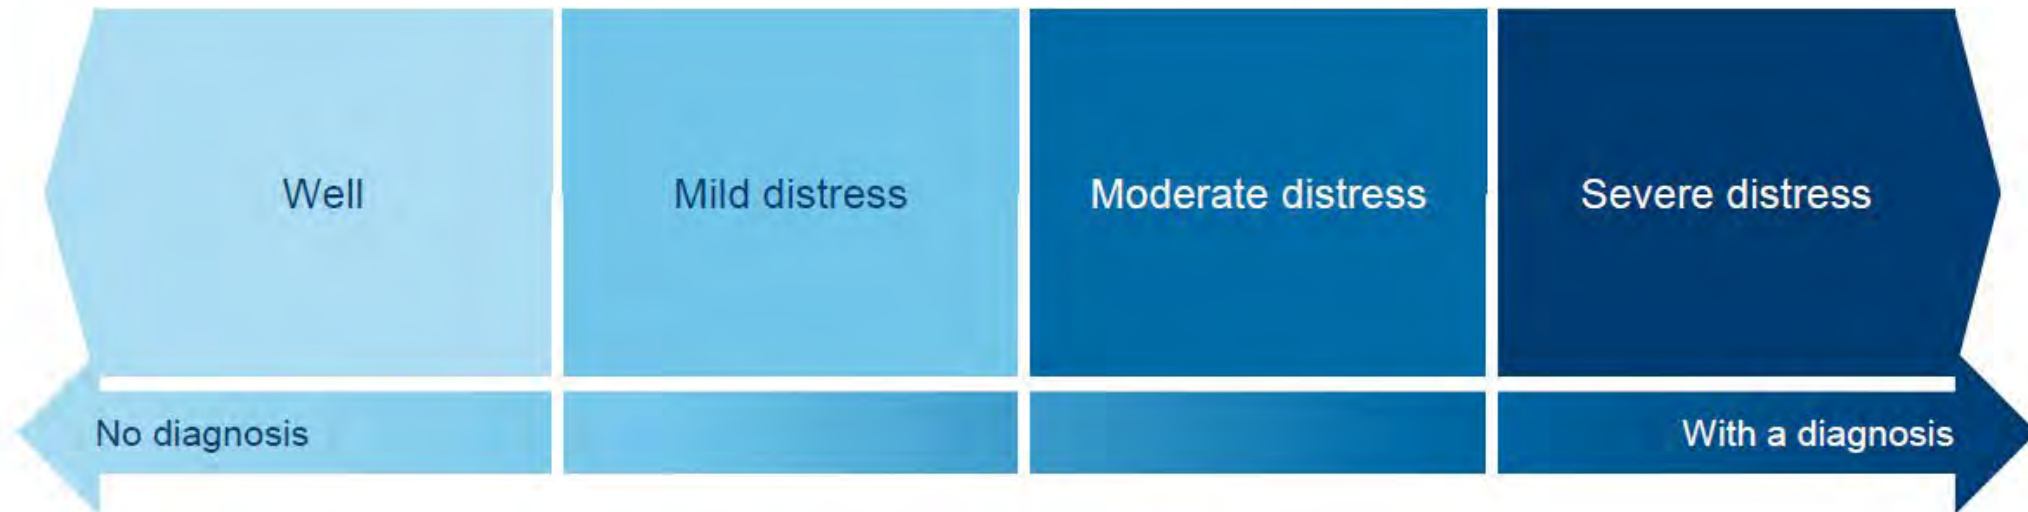 Well
Mild distress
Moderate distress
Severe distress
No diagnosis
With a diagnosis